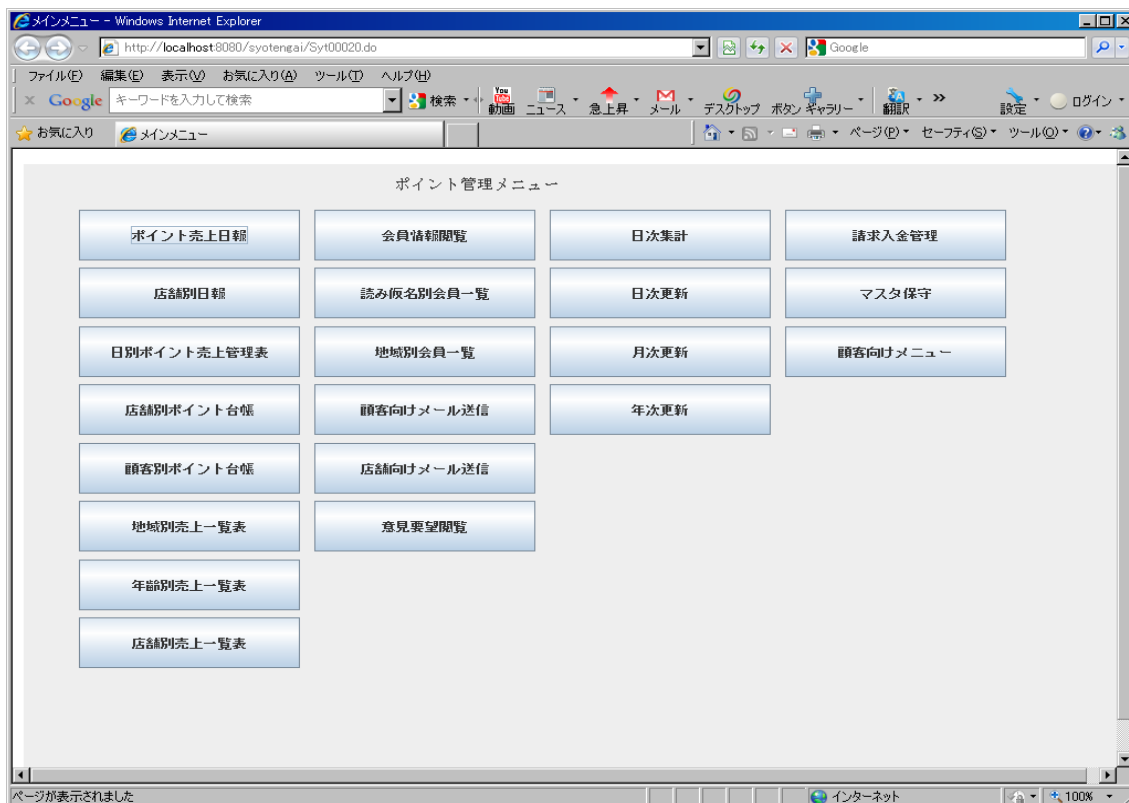 メインメニュー - Windows Internet Explorer
http://localhost:8080/syotengai/Syt00020.do
Google
ファイル(F) 編集(E) 表示(V) お気に入り(A) ツール(T) ヘルプ(H)
x Google キーワードを入力して検索 検索 You Tube 動画 ニュース 急上昇 メール デスクトップ ボタン ギャラリー 翻訳 » 設定 ログイン
お気に入り メインメニュー ページ(P) セーフティ(S) ツール(O)
ポイント管理メニュー
ポイント売上日報 会員情報閲覧 日次集計 請求入金管理
店舗別日報 読み仮名別会員一覧 日次更新 マスタ保守
日別ポイント売上管理表 地域別会員一覧 月次更新 顧客向けメニュー
店舗別ポイント台帳 顧客向けメール送信 年次更新
顧客別ポイント台帳 店舗向けメール送信
地域別売上一覧表 意見要望閲覧
年齢別売上一覧表
店舗別売上一覧表
ページが表示されました インターネット 100%